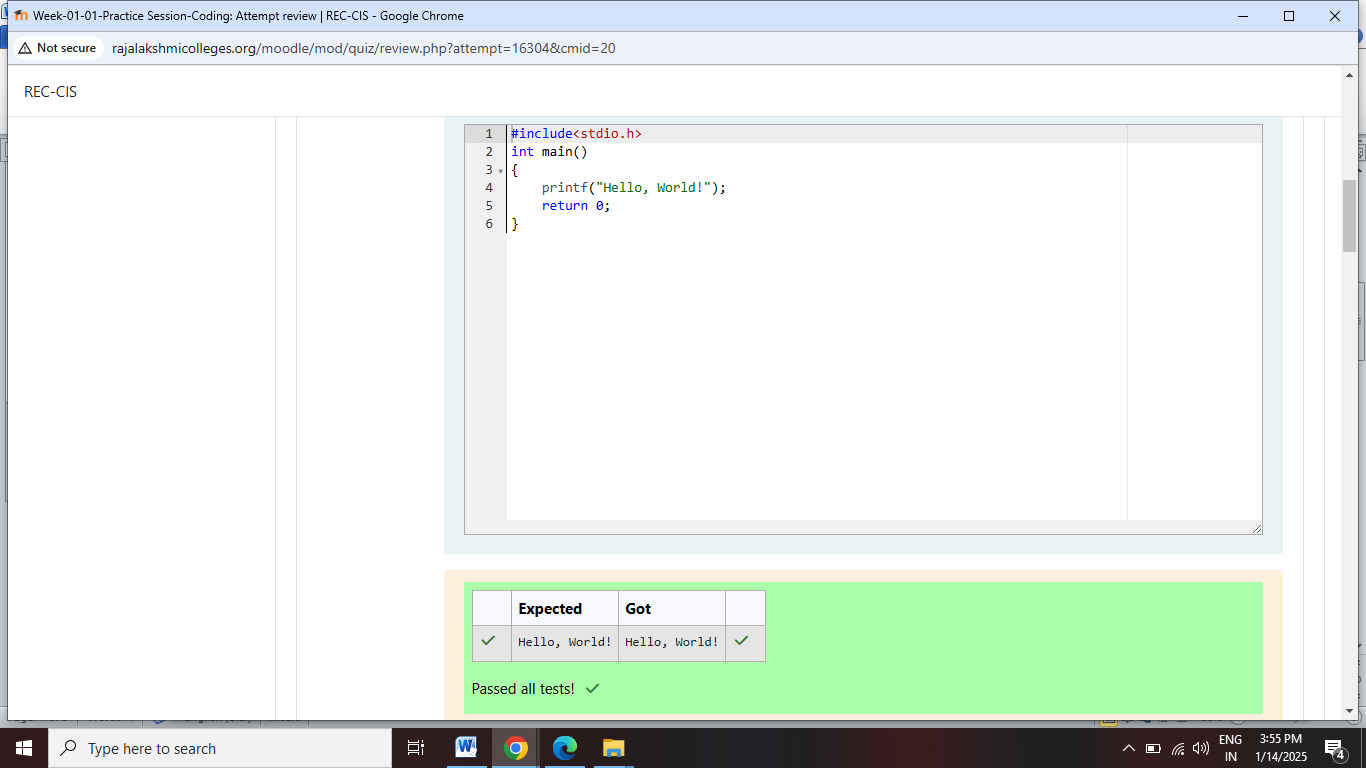 Week-01-01-Practice Session-Coding: Attempt review | REC-CIS - Google Chrome
Not secure rajalakshmicolleges.org/moodle/mod/quiz/review.php?attempt=16304&cmid=20
REC-CIS
1 #include<stdio.h>
2 int main()
3 {
4 printf("Hello, World!");
5 return 0;
6 }
Expected Got
Hello, World! Hello, World!
Passed all tests!
Type here to search
ENG 3:55 PM
IN 1/14/2025 4